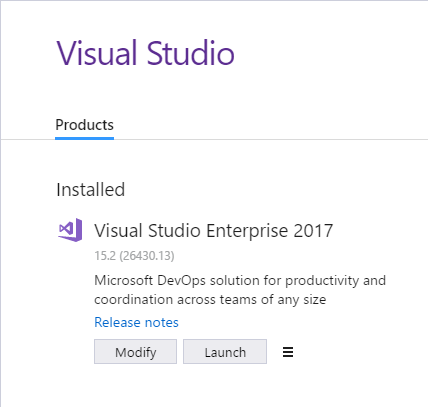 Visual Studio
Products
Installed
Visual Studio Enterprise 2017
15.2 (26430.13)
Microsoft DevOps solution for productivity and
coordination across teams of any size
Release notes
Modify Launch